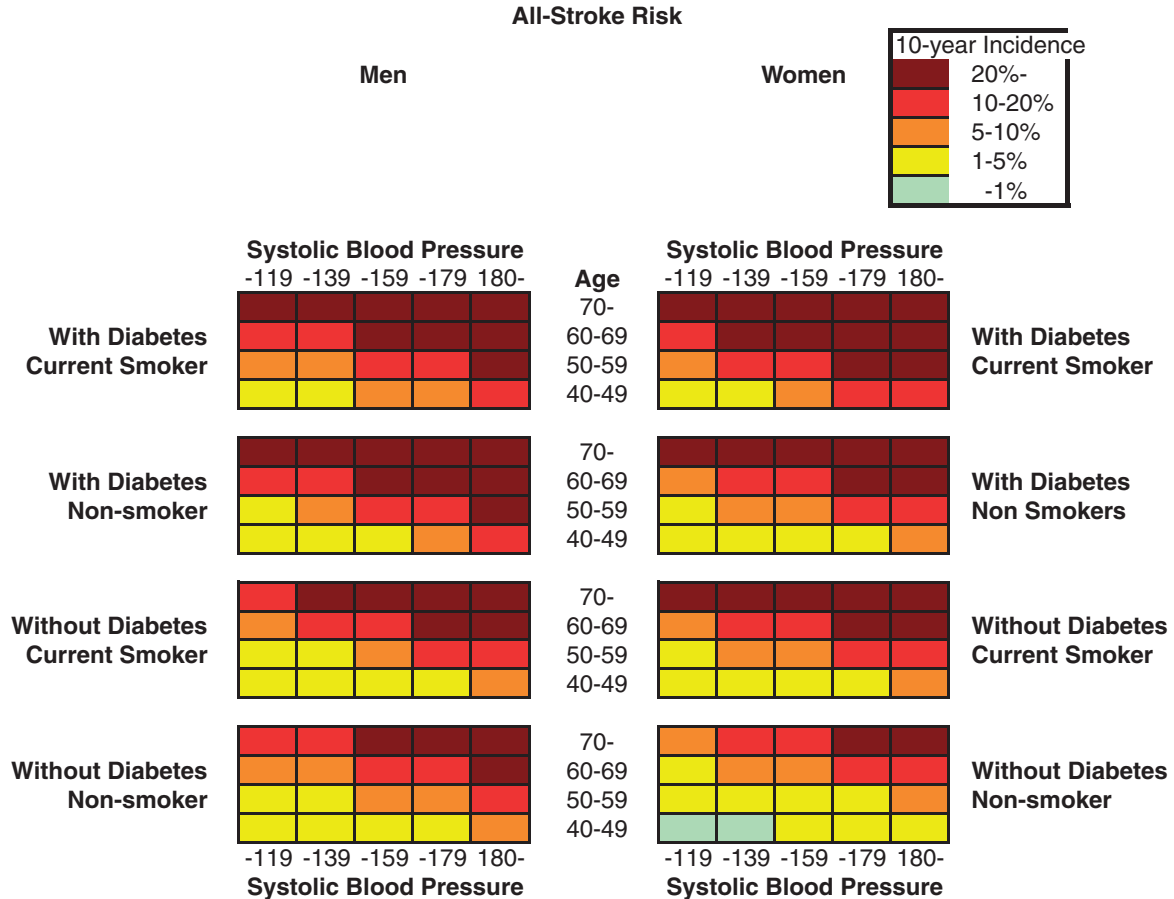 All-Stroke Risk
Men
Women
10-year Incidence
20%-
10-20%
5-10%
1-5%
-1%
Systolic Blood Pressure
Systolic Blood Pressure
-119 -139 -159 -179 180-
Age
-119 -139 -159 -179 180-
With Diabetes
Current Smoker
70-
60-69
50-59
40-49
With Diabetes
Current Smoker
With Diabetes
Non-smoker
70-
60-69
50-59
40-49
With Diabetes
Non Smokers
Without Diabetes
Current Smoker
70-
60-69
50-59
40-49
Without Diabetes
Current Smoker
Without Diabetes
Non-smoker
70-
60-69
50-59
40-49
Without Diabetes
Non-smoker
-119 -139 -159 -179 180-
-119 -139 -159 -179 180-
Systolic Blood Pressure
Systolic Blood Pressure